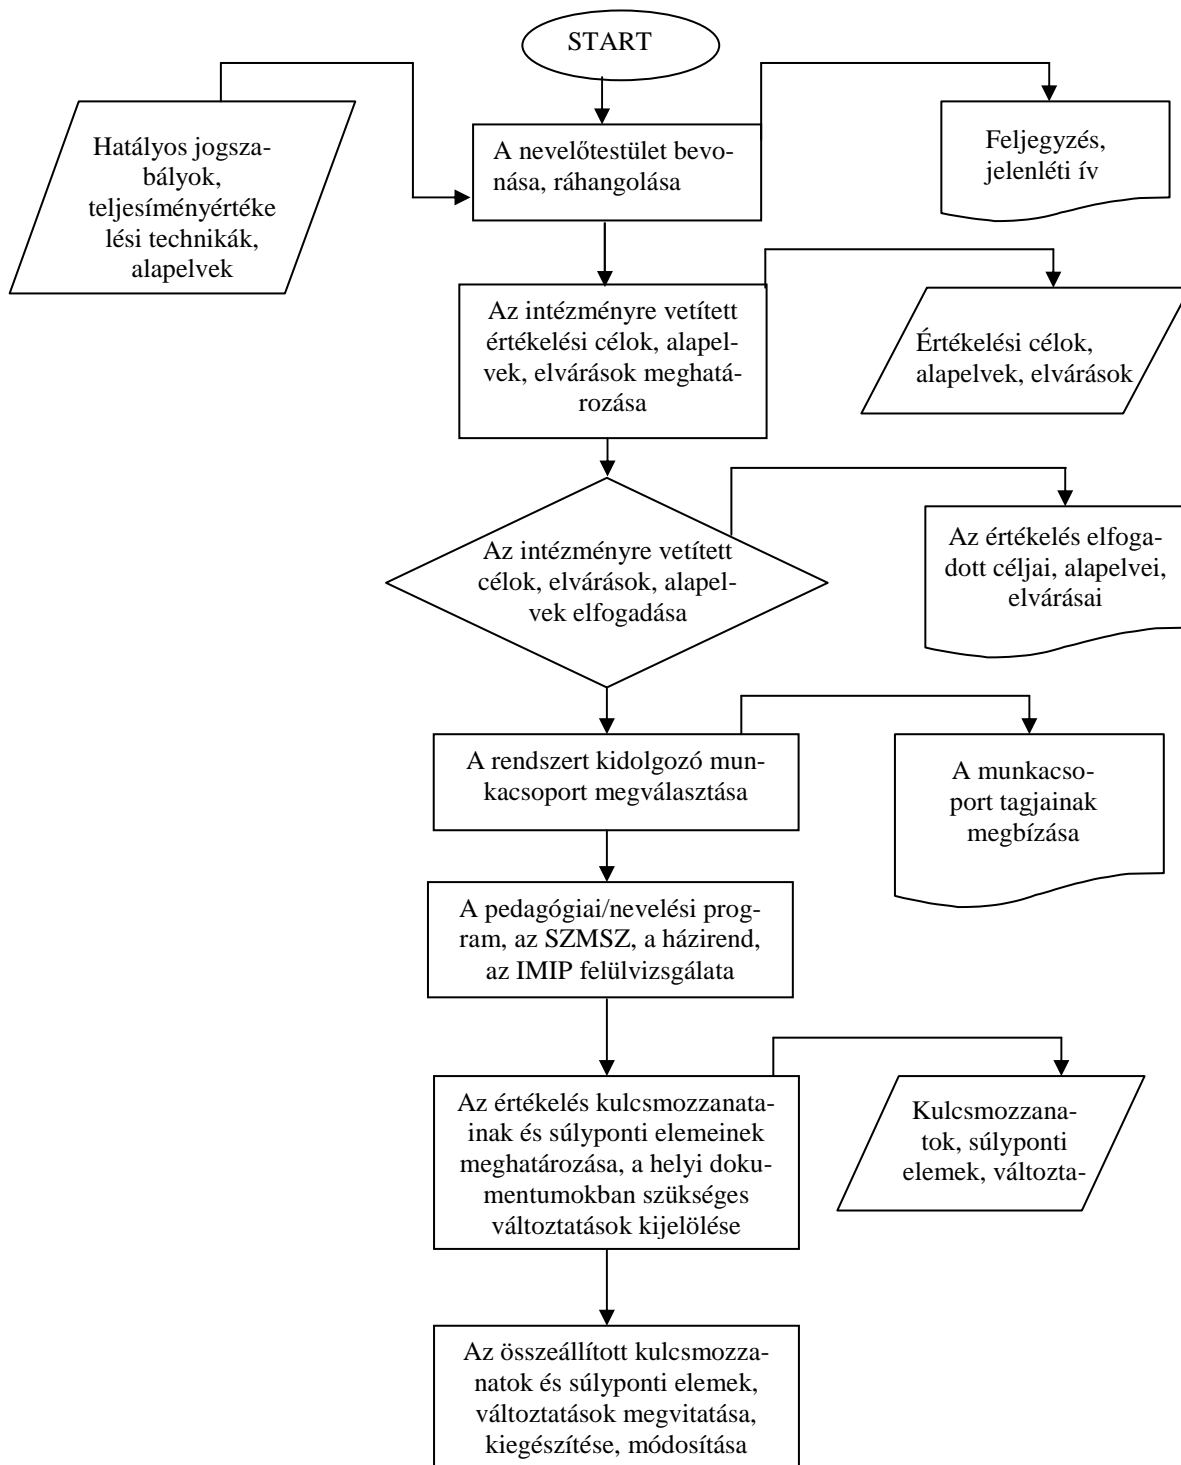 START
Hatályos jogsza-
bályok,
teljesíményértéke
lési technikák,
alapelvek
A nevelőtestület bevo-
nása, ráhangolása
Feljegyzés,
jelenléti ív
Az intézményre vetített
értékelési célok, alapel-
vek, elvárások meghatá-
rozása
Értékelési célok,
alapelvek, elvárások
Az intézményre vetített
célok, elvárások, alapel-
vek elfogadása
Az értékelés elfoga-
dott céljai, alapelvei,
elvárásai
A rendszert kidolgozó mun-
kacsoport megválasztása
A munkacso-
port tagjainak
megbízása
A pedagógiai/nevelési prog-
ram, az SZMSZ, a házirend,
az IMIP felülvizsgálata
Az értékelés kulcsmozzanata-
inak és súlyponti elemeinek
meghatározása, a helyi doku-
mentumokban szükséges
változtatások kijelölése
Kulcsmozzana-
tok, súlyponti
elemek, változta-
Az összeállított kulcsmozza-
natok és súlyponti elemek,
változtatások megvitatása,
kiegészítése, módosítása